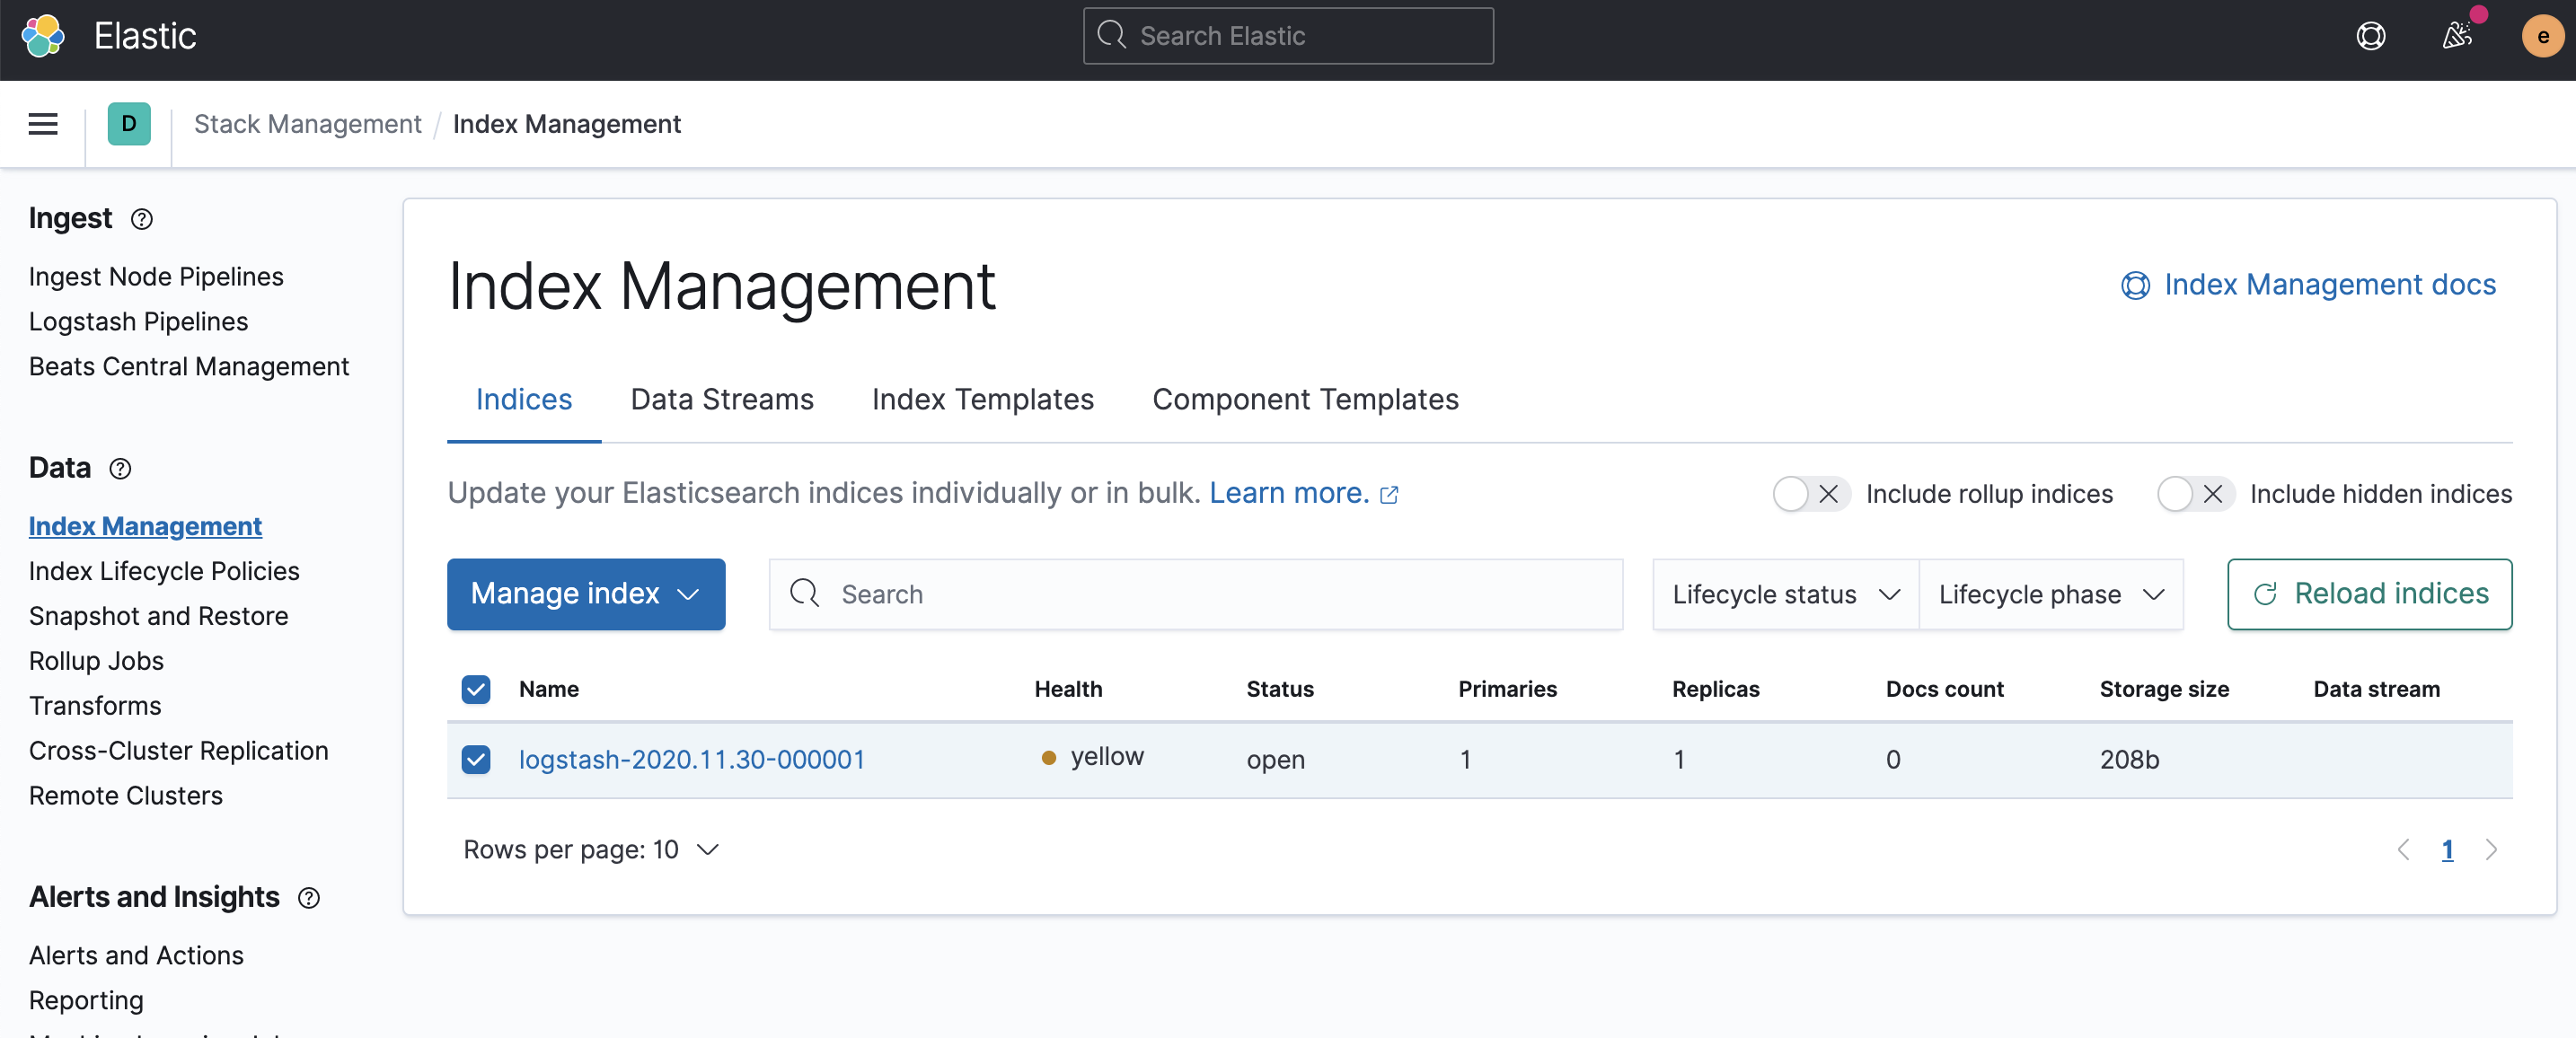 Elastic
Search Elastic
e
D
Stack Management / Index Management
Ingest
Ingest Node Pipelines
Logstash Pipelines
Beats Central Management
Data
Index Management
Index Lifecycle Policies
Snapshot and Restore
Rollup Jobs
Transforms
Cross-Cluster Replication
Remote Clusters
Alerts and Insights
Alerts and Actions
Reporting
Index Management
Index Management docs
Indices Data Streams Index Templates Component Templates
Update your Elasticsearch indices individually or in bulk. Learn more.
Include rollup indices Include hidden indices
Manage index Search Lifecycle status Lifecycle phase Reload indices
Name Health Status Primaries Replicas Docs count Storage size Data stream
logstash-2020.11.30-000001 yellow open 1 1 0 208b
Rows per page: 10
1